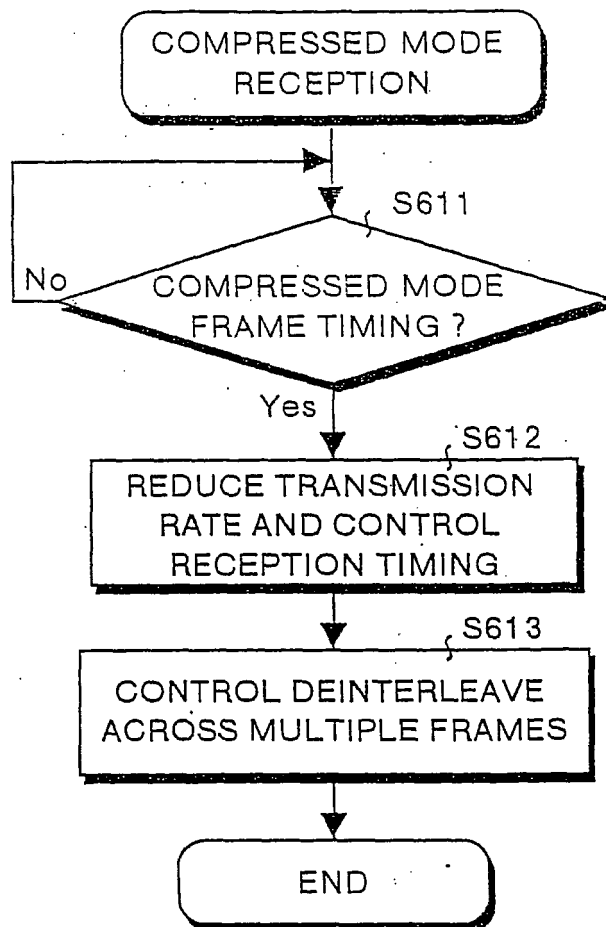 COMPRESSED MODE
RECEPTION
S611
No
COMPRESSED MODE
FRAME TIMING ?
Yes
S612
REDUCE TRANSMISSION
RATE AND CONTROL
RECEPTION TIMING
S613
CONTROL DEINTERLEAVE
ACROSS MULTIPLE FRAMES
END